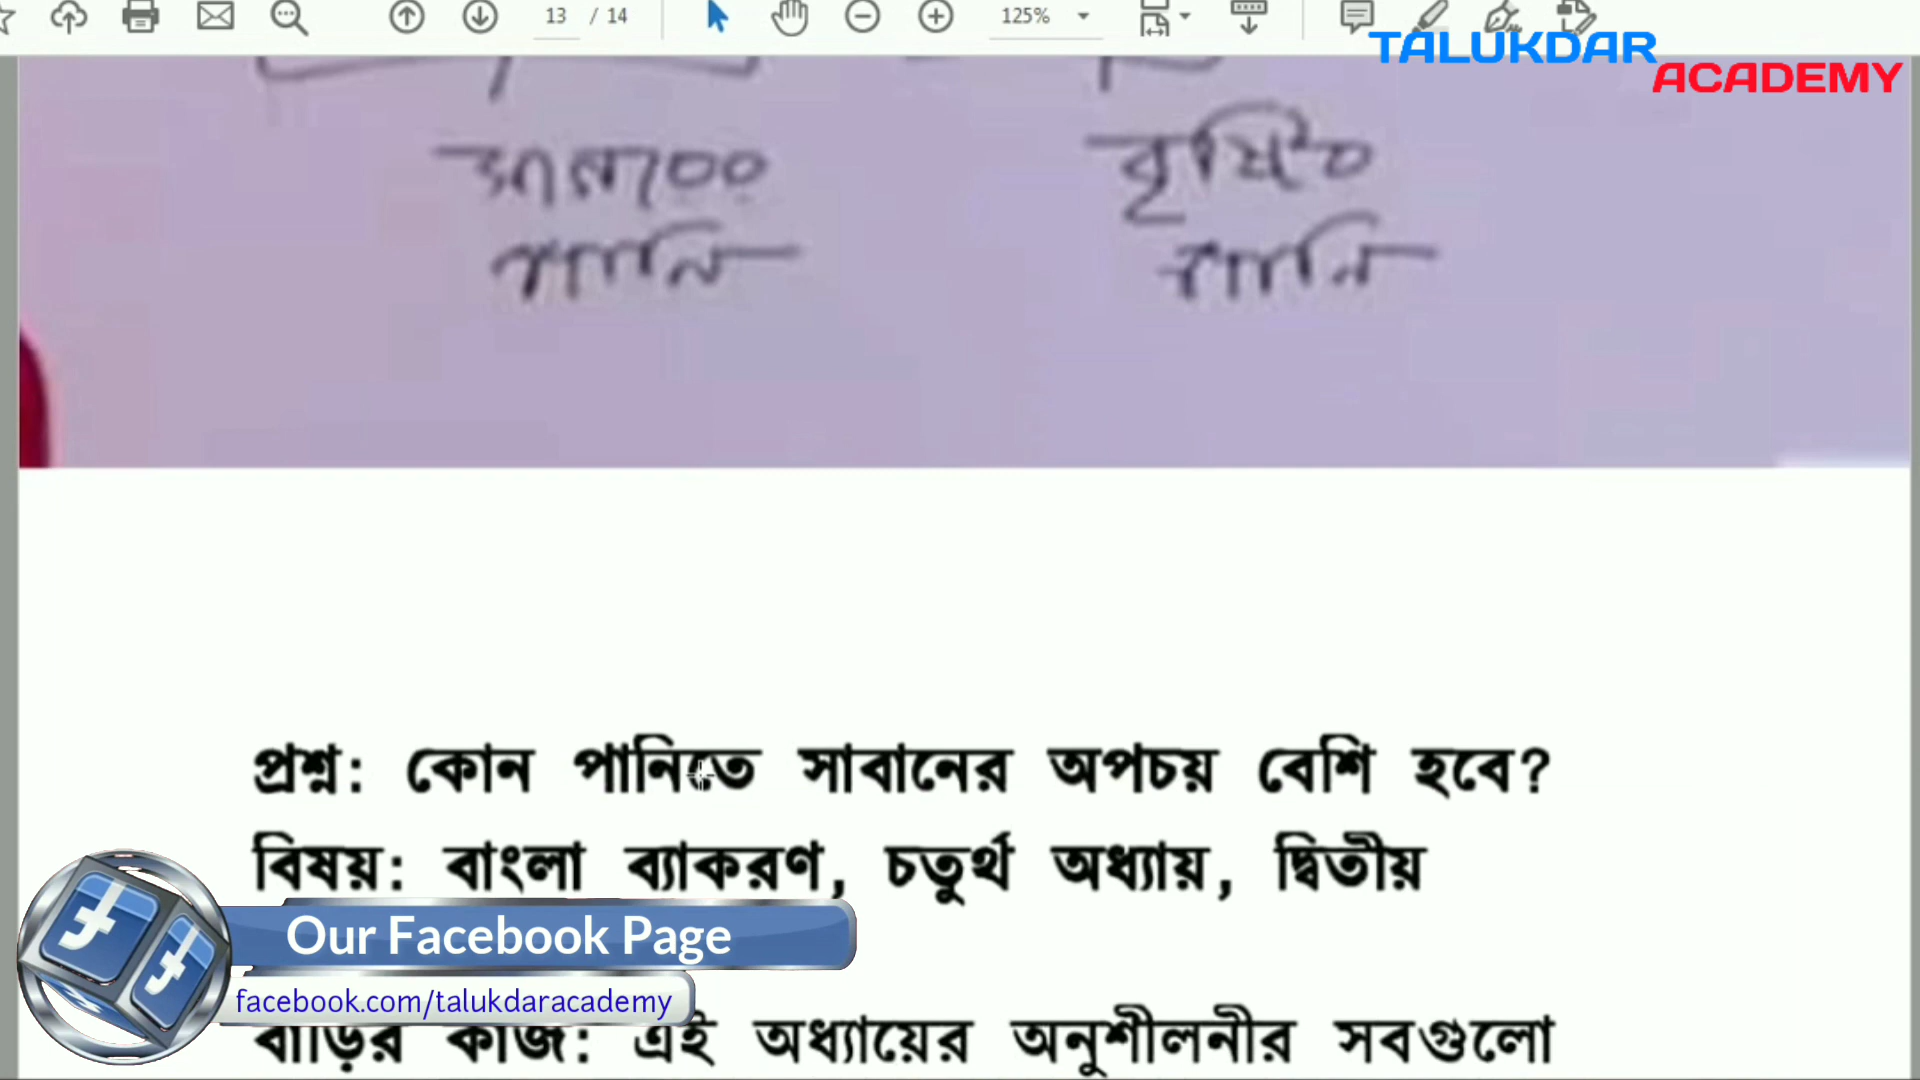 13 / 14
125%
TALUKDAR
ACADEMY
পানি
বৃষ্টির
পানি
প্রশ্ন: কোন পানিতে সাবানের অপচয় বেশি হবে?
বিষয়: বাংলা ব্যাকরণ, চতুর্থ অধ্যায়, দ্বিতীয়
Our Facebook Page
facebook.com/talukdaracademy
বাড়ির কাজ: এই অধ্যায়ের অনুশীলনীর সবগুলো